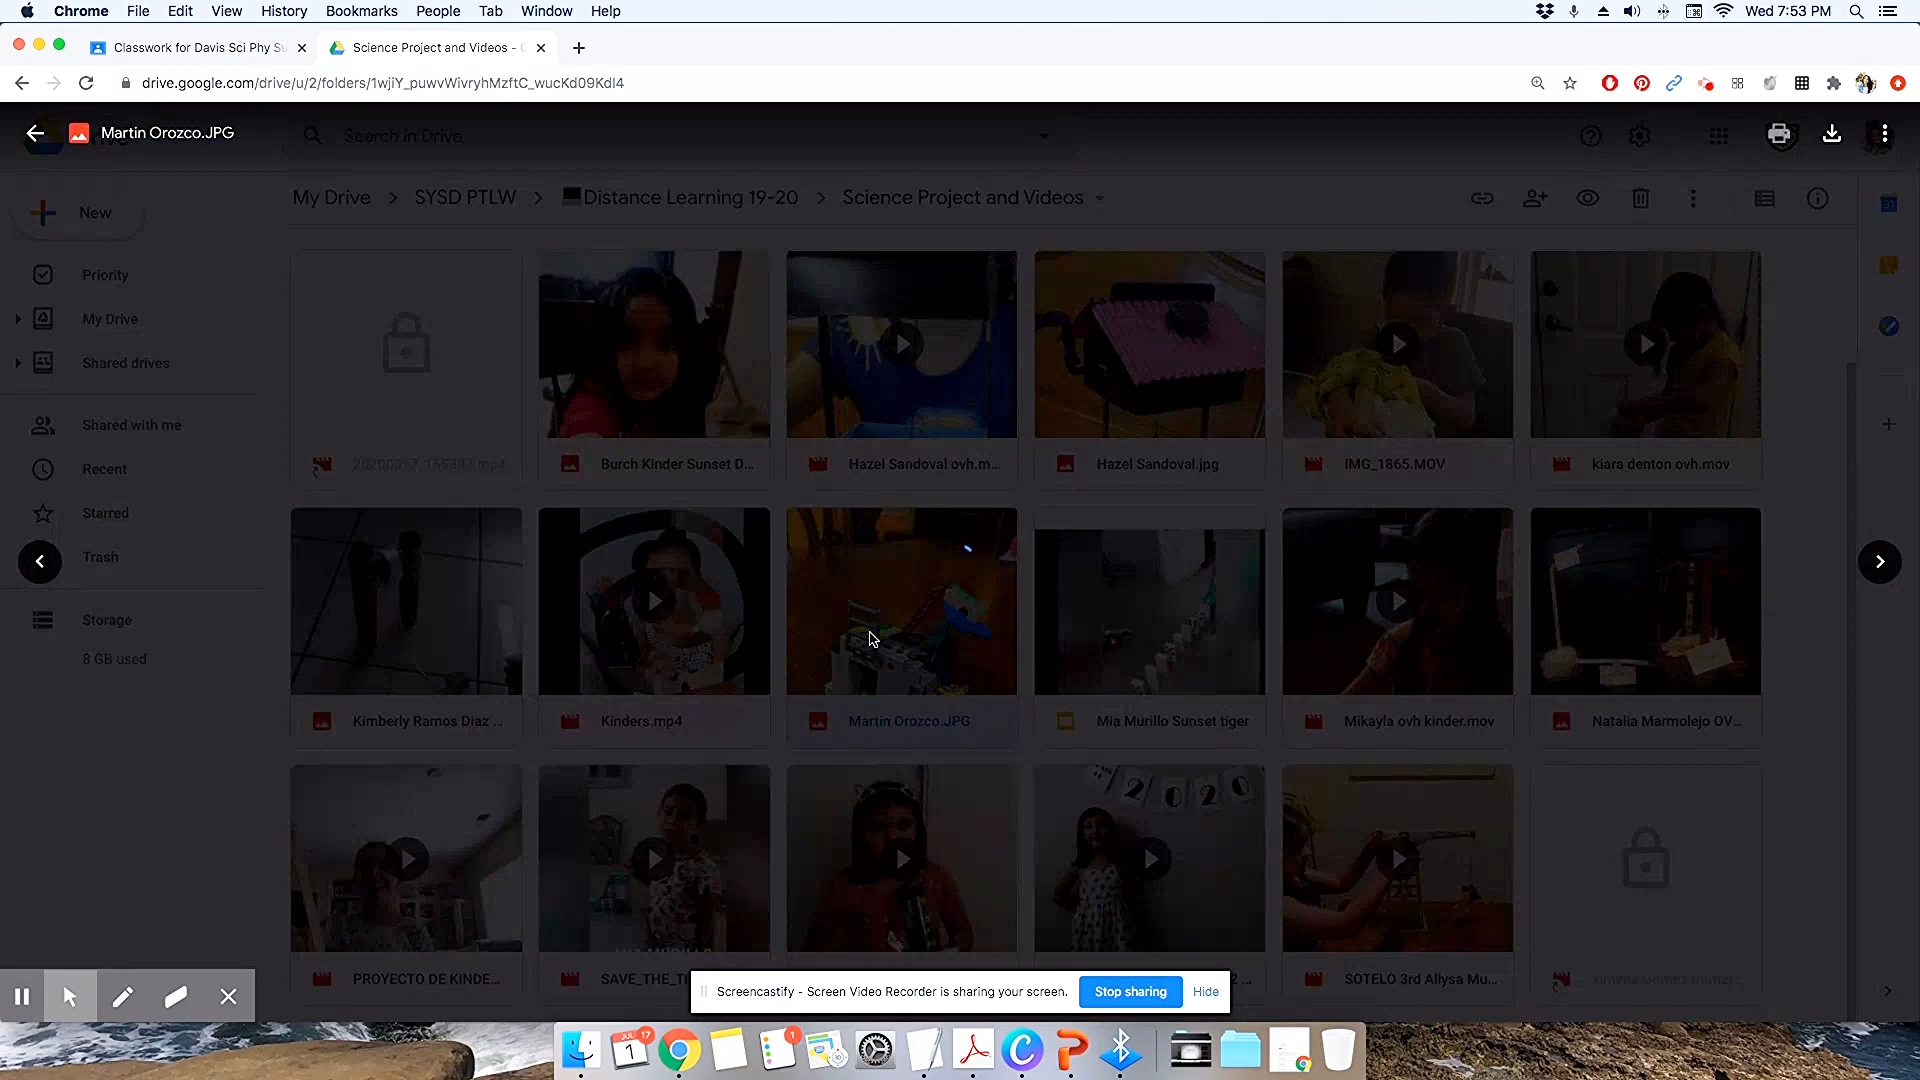 Chrome File Edit View History Bookmarks People Tab Window Help Wed 7:53 PM
Classwork for Davis Sci Phy Su
Science Project and Videos - G
drive.google.com/drive/u/2/folders/1wjiY_puwvWivryhMzftC_wucKd09KdI4
Martin Orozco.JPG
Search in Drive
New
My Drive > SYSD PTLW > Distance Learning 19-20 > Science Project and Videos
Priority
My Drive
Shared drives
Shared with me
Recent
Starred
Trash
Storage
8 GB used
Burch Kinder Sunset D...
Hazel Sandoval ovh.m...
Hazel Sandoval.jpg
IMG_1865.MOV
kiara denton ovh.mov
Kimberly Ramos Diaz ...
Kinders.mp4
Martin Orozco.JPG
Mia Murillo Sunset tiger
Mikayla ovh kinder.mov
Natalia Marmolejo OV...
2020
PROYECTO DE KINDE...
SOTELO 3rd Allysa Mu...
Screencastify - Screen Video Recorder is sharing your screen.
Stop sharing
Hide
JUL 17
1
1